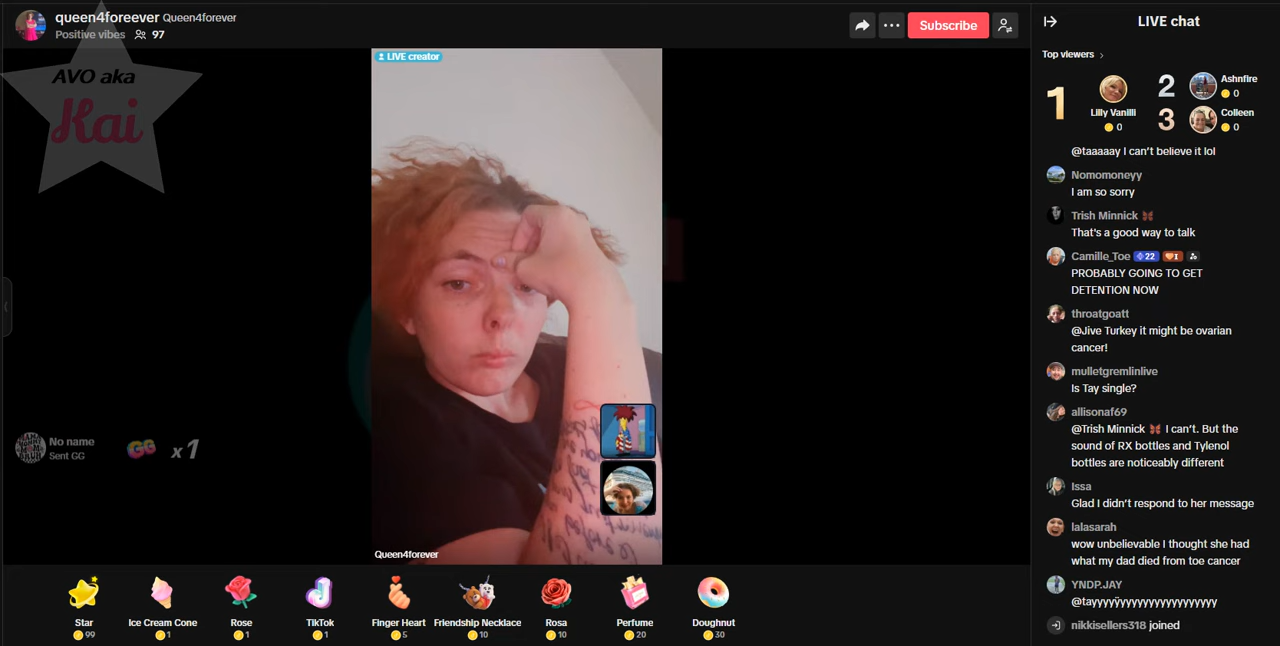 queen4foreever Queen4forever
Positive vibes 97
Subscribe
AVO aka
Kai
LIVE creator
No name
Sent GG
GG
x1
Queen4forever
Star
99
Ice Cream Cone
1
Rose
1
TikTok
1
Finger Heart
5
Friendship Necklace
10
Rosa
10
Perfume
20
Doughnut
30
LIVE chat
Top viewers
1
Lilly Vanilli
0
2
Ashnfire
0
3
Colleen
0
@taaaaay I can't believe it lol
Nomomoneyy
I am so sorry
Trish Minnick
That's a good way to talk
Camille_Toe 22 I
PROBABLY GOING TO GET
DETENTION NOW
throatgoatt
@Jive Turkey it might be ovarian
cancer!
mulletgremlinlive
Is Tay single?
allisonaf69
@Trish Minnick I can't. But the
sound of RX bottles and Tylenol
bottles are noticeably different
Issa
Glad I didn't respond to her message
lalasarah
wow unbelievable I thought she had
what my dad died from toe cancer
YNDP.JAY
nikkisellers318 joined